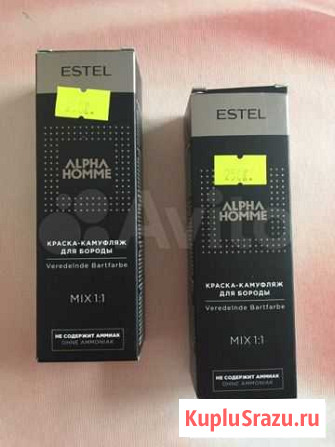 ESTEL
ALPHA
HOMME
КРАСКА-КАМУФЛЯЖ
ДЛЯ БОРОДЫ
Veredelnde Bartfarbe
MIX 1:1
НЕ СОДЕРЖИТ АММИАК
OHNE AMMONIAK
ESTEL
ALPHA
HOMME
КРАСКА-КАМУФЛЯЖ
ДЛЯ БОРОДЫ
Veredelnde Bartfarbe
MIX 1:1
НЕ СОДЕРЖИТ АММИАК
OHNE AMMONIAK
Avito
KupluSrazu.ru